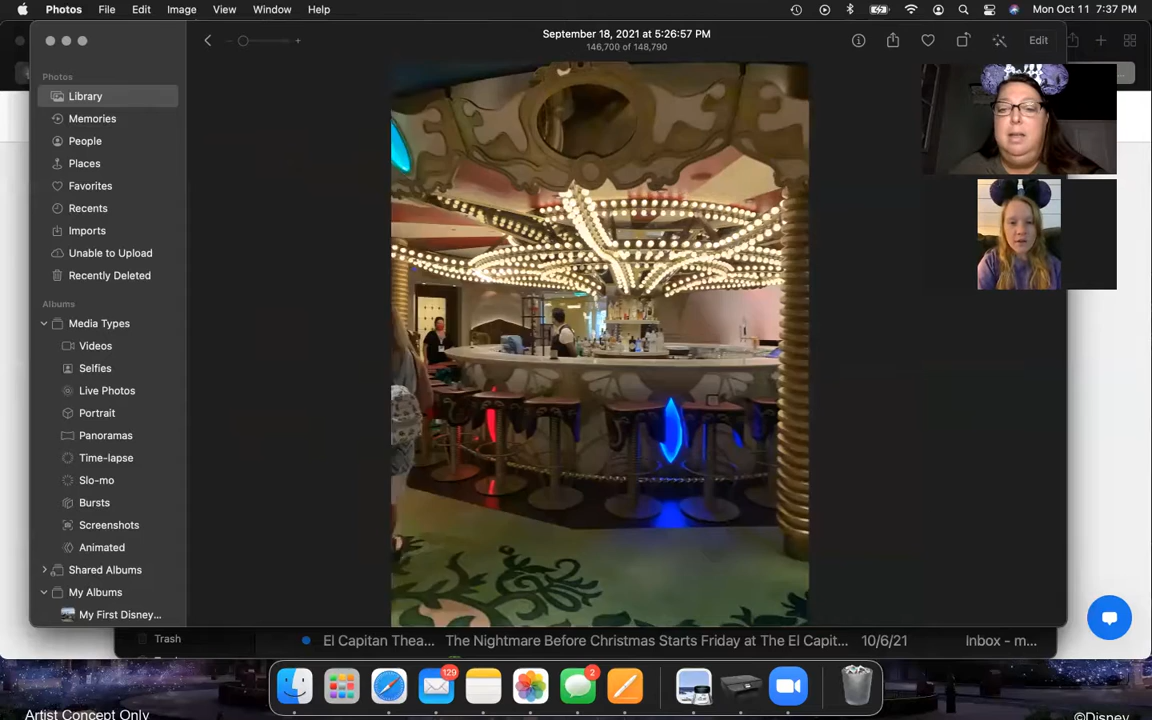 Photos File Edit Image View Window Help Mon Oct 11 7:37 PM
September 18, 2021 at 5:26:57 PM
146,700 of 148,790
Edit
Photos
Library
Memories
People
Places
Favorites
Recents
Imports
Unable to Upload
Recently Deleted
Albums
Media Types
Videos
Selfies
Live Photos
Portrait
Panoramas
Time-lapse
Slo-mo
Bursts
Screenshots
Animated
Shared Albums
My Albums
My First Disney...
Trash
El Capitan Thea... The Nightmare Before Christmas Starts Friday at The El Capit... 10/6/21 Inbox - m...
129
2
Artist Concept Only
©Disney